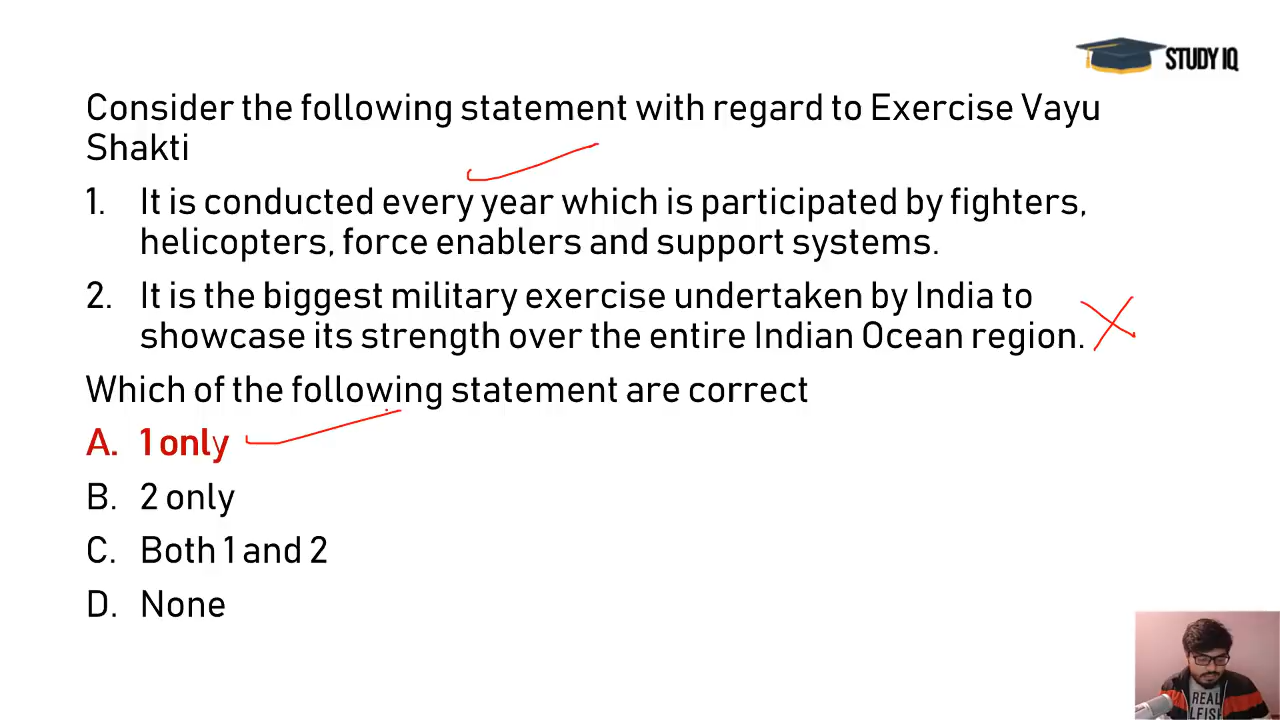 STUDY IQ
Consider the following statement with regard to Exercise Vayu
Shakti
1. It is conducted every year which is participated by fighters,
helicopters, force enablers and support systems.
2. It is the biggest military exercise undertaken by India to
showcase its strength over the entire Indian Ocean region.
Which of the following statement are correct
A. 1 only
B. 2 only
C. Both 1 and 2
D. None
REAL